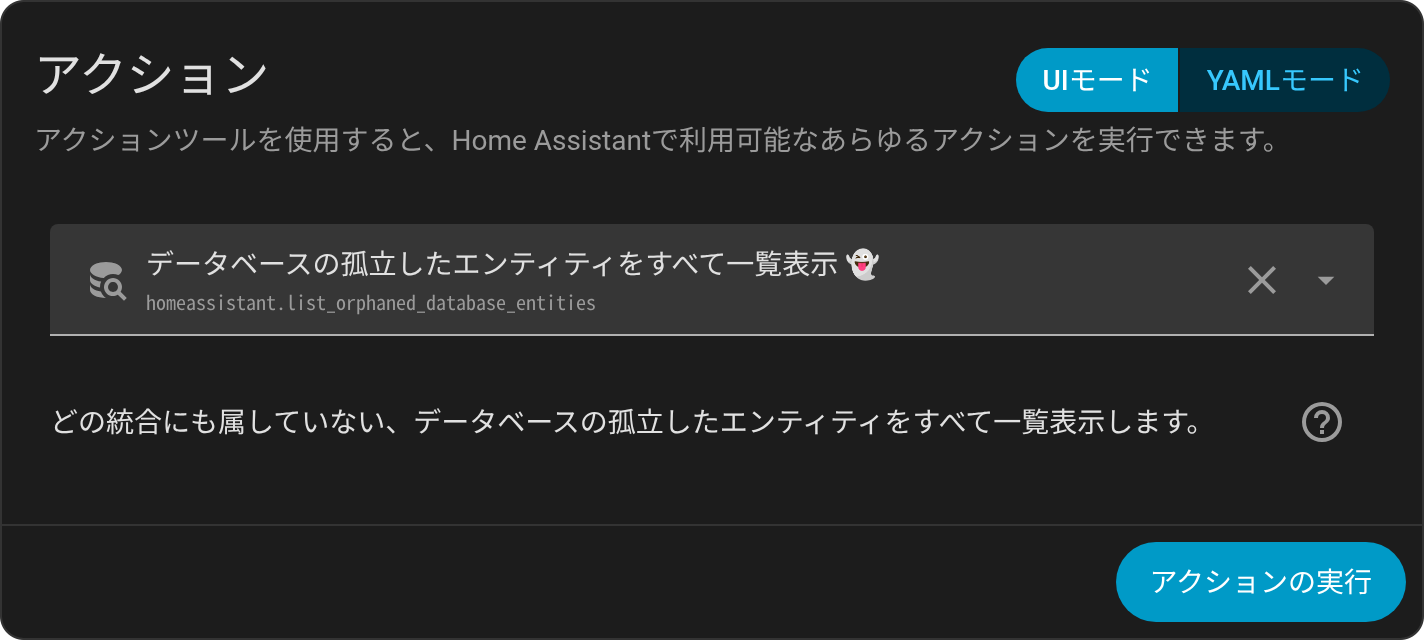 アクション
UIモード
YAMLモード
アクションツールを使用すると、Home Assistantで利用可能なあらゆるアクションを実行できます。
データベースの孤立したエンティティをすべて一覧表示 👻
homeassistant.list_orphaned_database_entities
どの統合にも属していない、データベースの孤立したエンティティをすべて一覧表示します。
アクションの実行